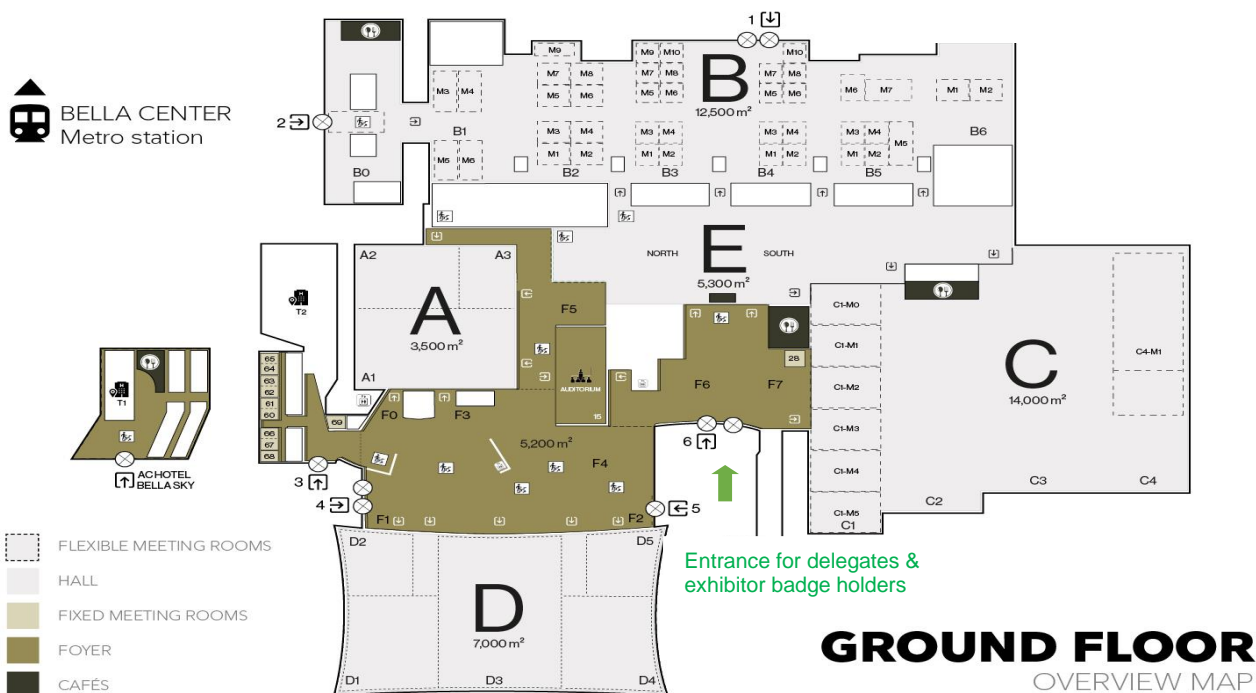 1
M9
M9 M10
M10
M7 M8
M7 M8
M7 M8
M3 M4
M5 M6
M5 M6
M5 M6
M6
M7
M1 M2
BELLA CENTER
Metro station
2
B
12,500 m²
B1
B6
M3 M4
M3 M4
M3 M4
M3 M4
M5
M5 M6
M1 M2
M1 M2
M1 M2
M1 M2
B0
B2
B3
B4
B5
A2
A3
NORTH
E
SOUTH
5,300 m²
T2
A
3,500 m²
A1
F5
C1-M0
C1-M1
C1-M2
C1-M3
C1-M4
C1-M5
C1
C4-M1
C
14,000 m²
C2
C3
C4
28
65
64
63
62
61
60
66
67
68
69
T1
AUDITORIUM
15
F6
F7
F0
F3
5,200 m²
F4
6
3
4
5
F1
F2
AC HOTEL
BELLA SKY
D2
D5
D
7,000 m²
D1
D3
D4
Entrance for delegates &
exhibitor badge holders
FLEXIBLE MEETING ROOMS
HALL
FIXED MEETING ROOMS
FOYER
CAFÉS
GROUND FLOOR
OVERVIEW MAP